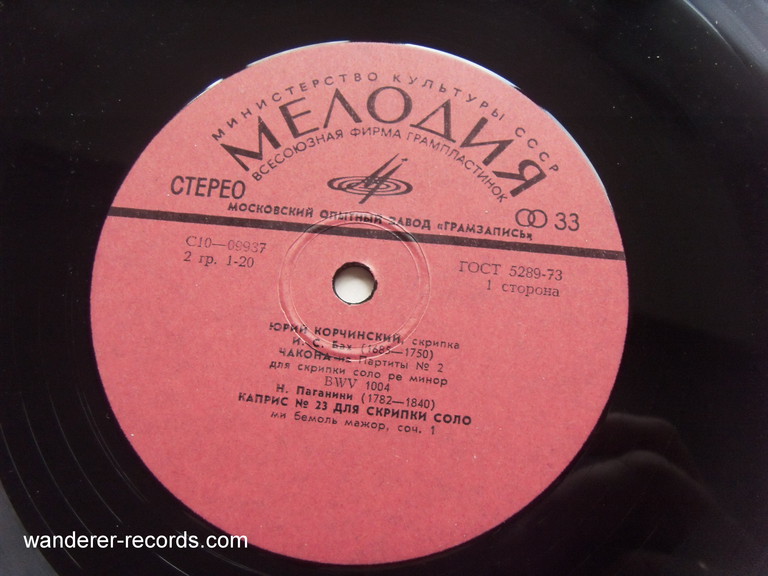 МИНИСТЕРСТВО КУЛЬТУРЫ СССР
МЕЛОДИЯ
ВСЕСОЮЗНАЯ ФИРМА ГРАМПЛАСТИНОК
СТЕРЕО
33
МОСКОВСКИЙ ОПЫТНЫЙ ЗАВОД «ГРАМЗАПИСЬ»
С10—09937
2 гр. 1-20
ГОСТ 5289-73
1 сторона
ЮРИЙ КОРЧИНСКИЙ, скрипка
И. С. Бах (1685—1750)
ЧАКОНА из Партиты № 2
для скрипки соло ре минор
BWV 1004
Н. Паганини (1782—1840)
КАПРИС № 23 ДЛЯ СКРИПКИ СОЛО
ми бемоль мажор, соч. 1
wanderer-records.com